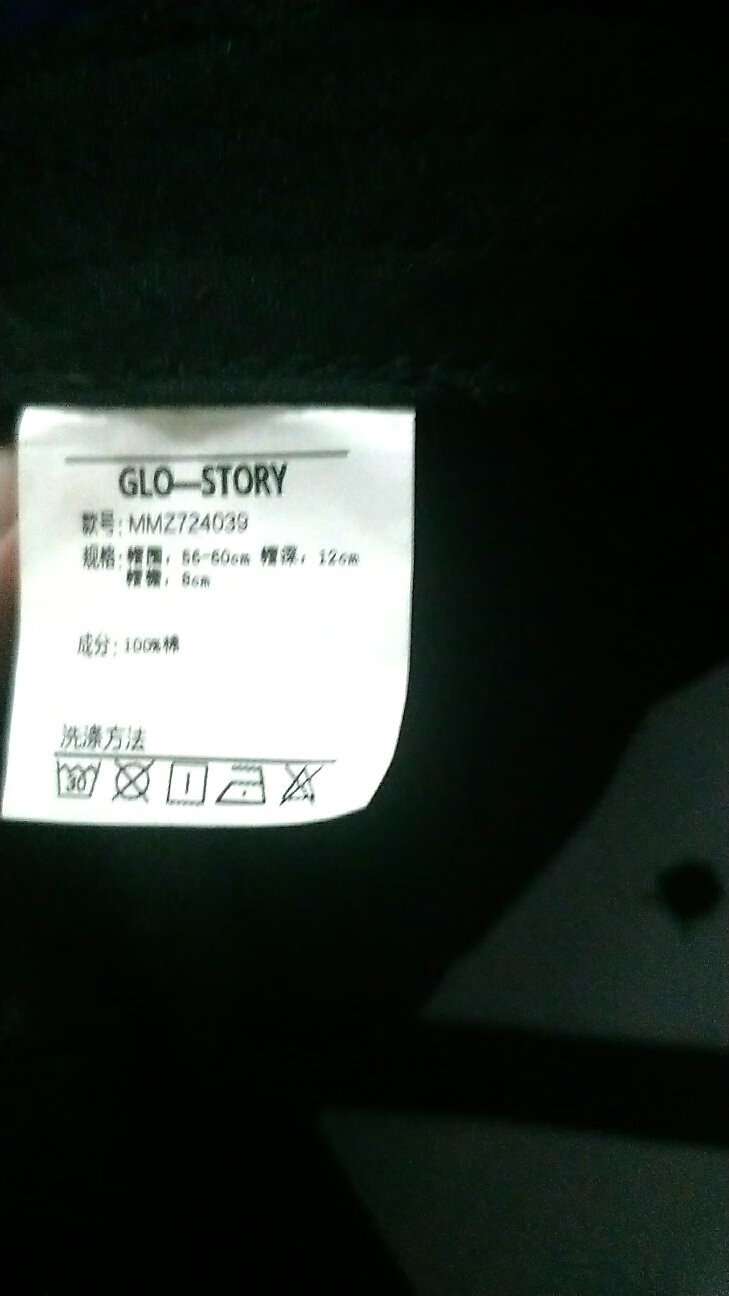 GLO—STORY
款号：MMZ724039
规格：帽围，56-60cm 帽深，12cm
帽檐，6cm
成分：100%棉
洗涤方法
30